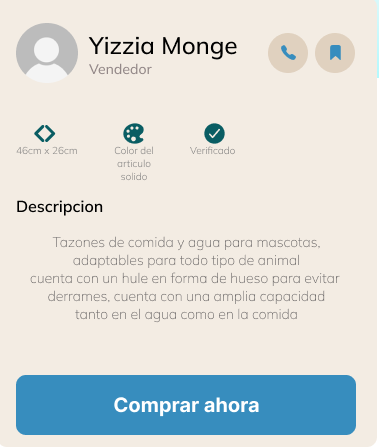 Yizzia Monge
Vendedor
46cm x 26cm
Color del
articulo
solido
Verificado
Descripcion
Tazones de comida y agua para mascotas,
adaptables para todo tipo de animal
cuenta con un hule en forma de hueso para evitar
derrames, cuenta con una amplia capacidad
tanto en el agua como en la comida
Comprar ahora